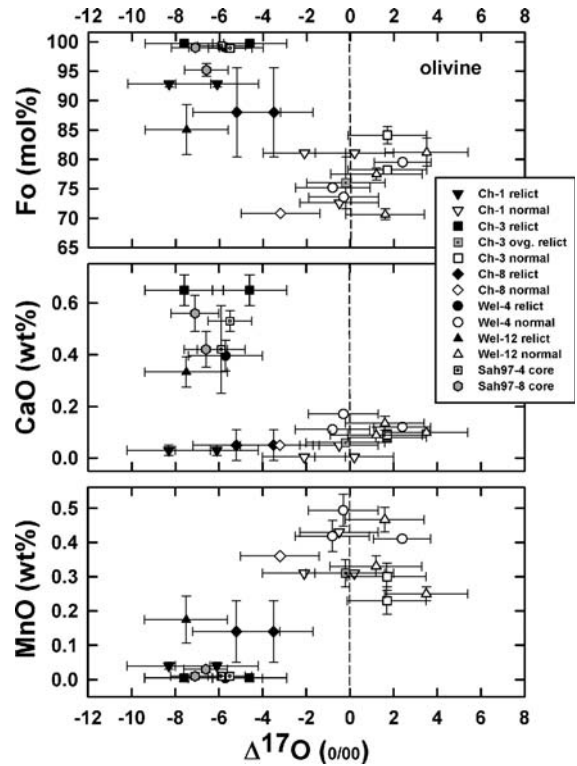 -12 -10 -8 -6 -4 -2 0 2 4 6 8
olivine
Fo (mol%)
100
95
90
85
80
75
70
65
Ch-1 relict
Ch-1 normal
Ch-3 relict
Ch-3 ovg. relict
Ch-3 normal
Ch-8 relict
Ch-8 normal
Wel-4 relict
Wel-4 normal
Wel-12 relict
Wel-12 normal
Sah97-4 core
Sah97-8 core
CaO (wt%)
0.6
0.4
0.2
0.0
MnO (wt%)
0.5
0.4
0.3
0.2
0.1
0.0
-12 -10 -8 -6 -4 -2 0 2 4 6 8
Δ17O (0/00)